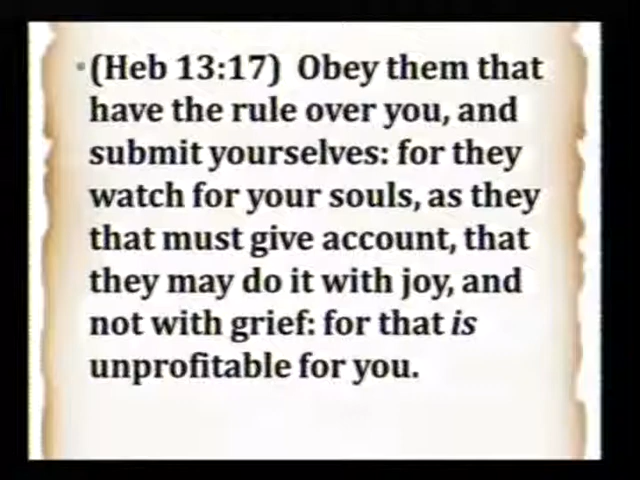 •(Heb 13:17)  Obey them that
have the rule over you, and
submit yourselves: for they
watch for your souls, as they
that must give account, that
they may do it with joy, and
not with grief: for that is
unprofitable for you.